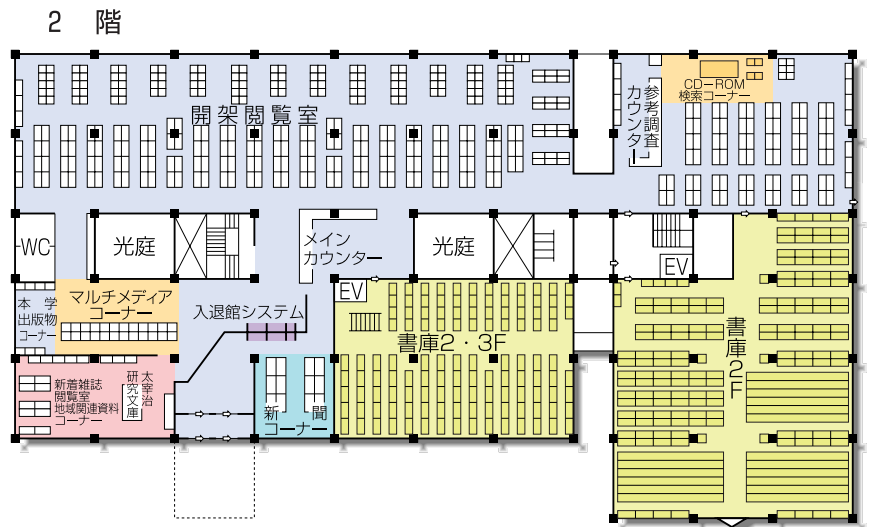 2 階
開架閲覧室
参考調査
カウンター
CD-ROM
検索コーナー
WC
光庭
メイン
カウンター
光庭
EV
本 学
出版物
コーナー
マルチメディア
コーナー
入退館システム
EV
書庫2・3F
書庫2F
新着雑誌
閲覧室
地域関連資料
コーナー
太宰治
研究文庫
新 聞
コーナー